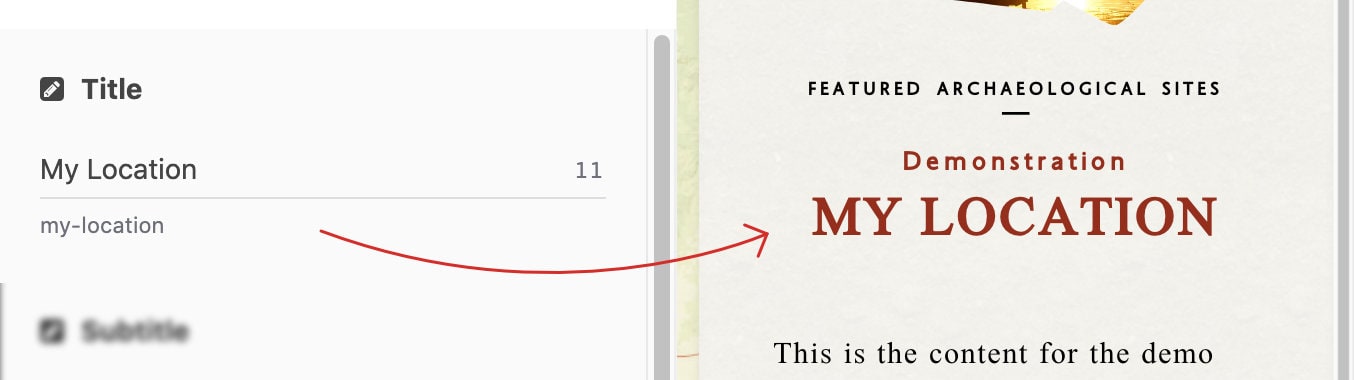 Title
My Location 11
my-location
Subtitle
FEATURED ARCHAEOLOGICAL SITES
Demonstration
MY LOCATION
This is the content for the demo